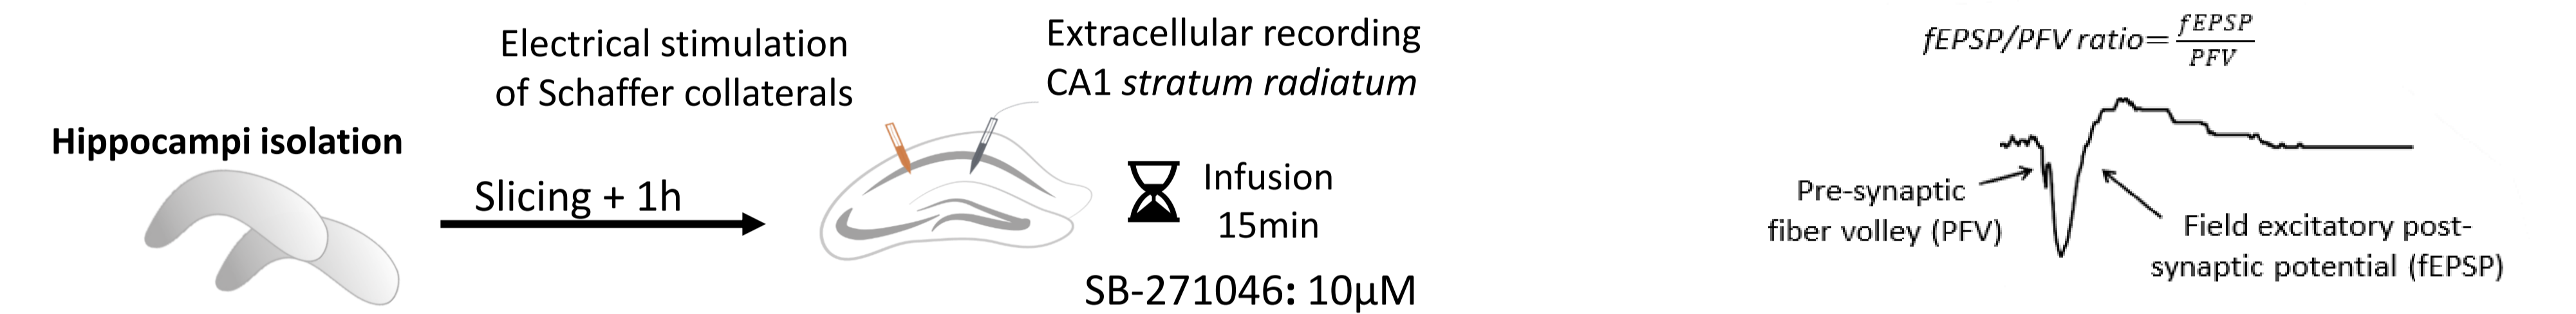 Hippocampi isolation
Slicing + 1h
Electrical stimulation
of Schaffer collaterals
Extracellular recording
CA1 stratum radiatum
Infusion
15min
SB-271046: 10µM
fEPSP/PFV ratio= fEPSP
PFV
Pre-synaptic
fiber volley (PFV)
Field excitatory post-
synaptic potential (fEPSP)